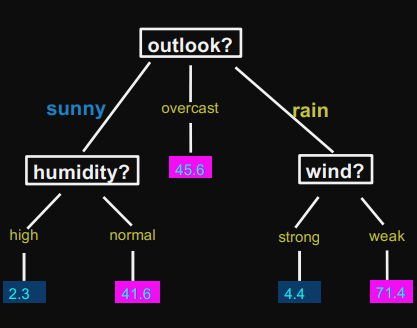 outlook?
sunny
overcast
rain
45.6
humidity?
wind?
high
normal
strong
weak
2.3
41.6
4.4
71.4